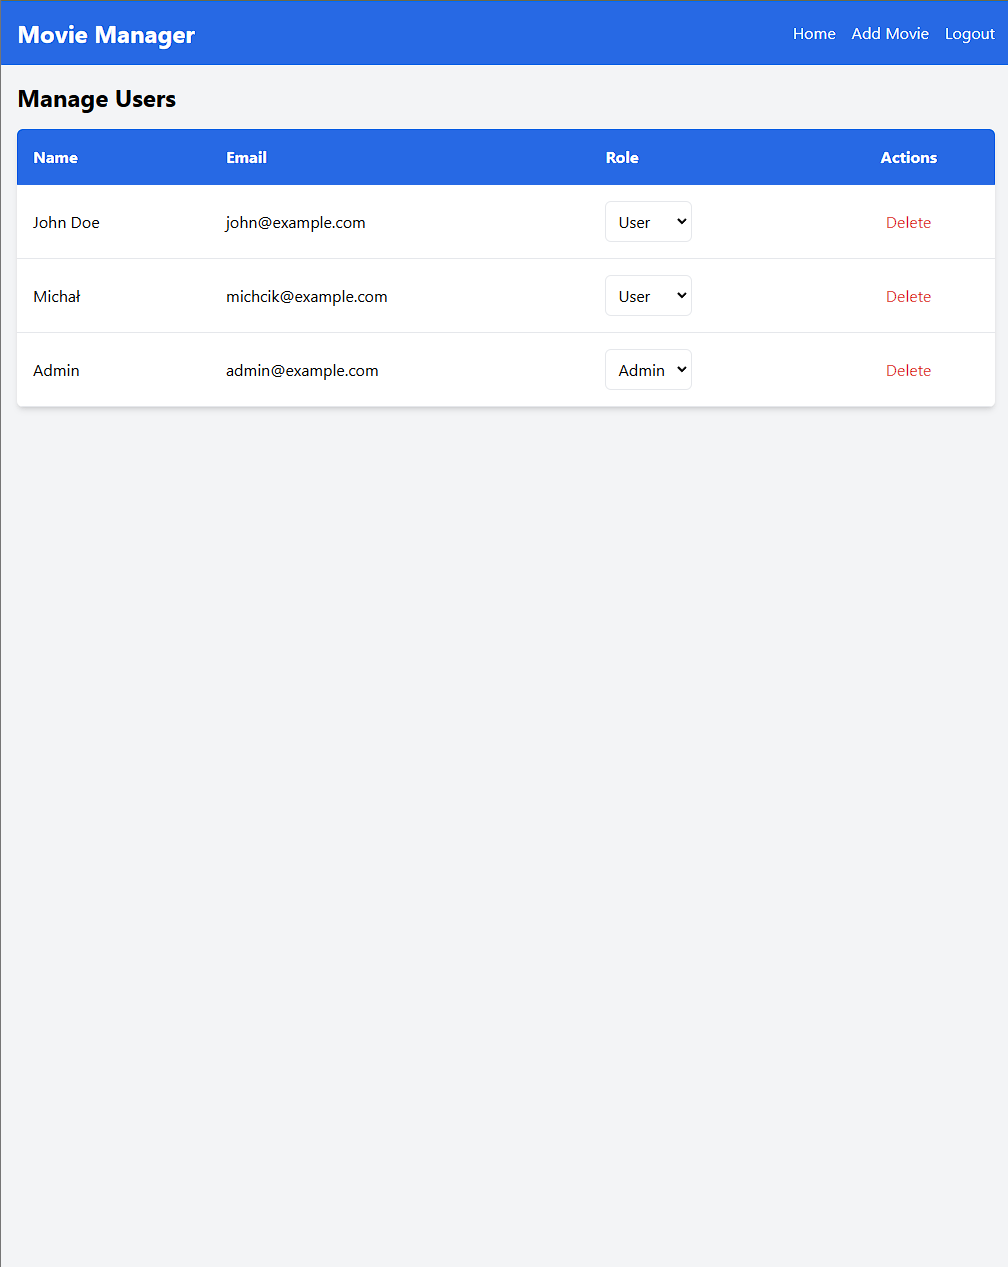 Movie Manager Home Add Movie Logout
Manage Users
Name Email Role Actions
John Doe john@example.com User Delete
Michał michcik@example.com User Delete
Admin admin@example.com Admin Delete